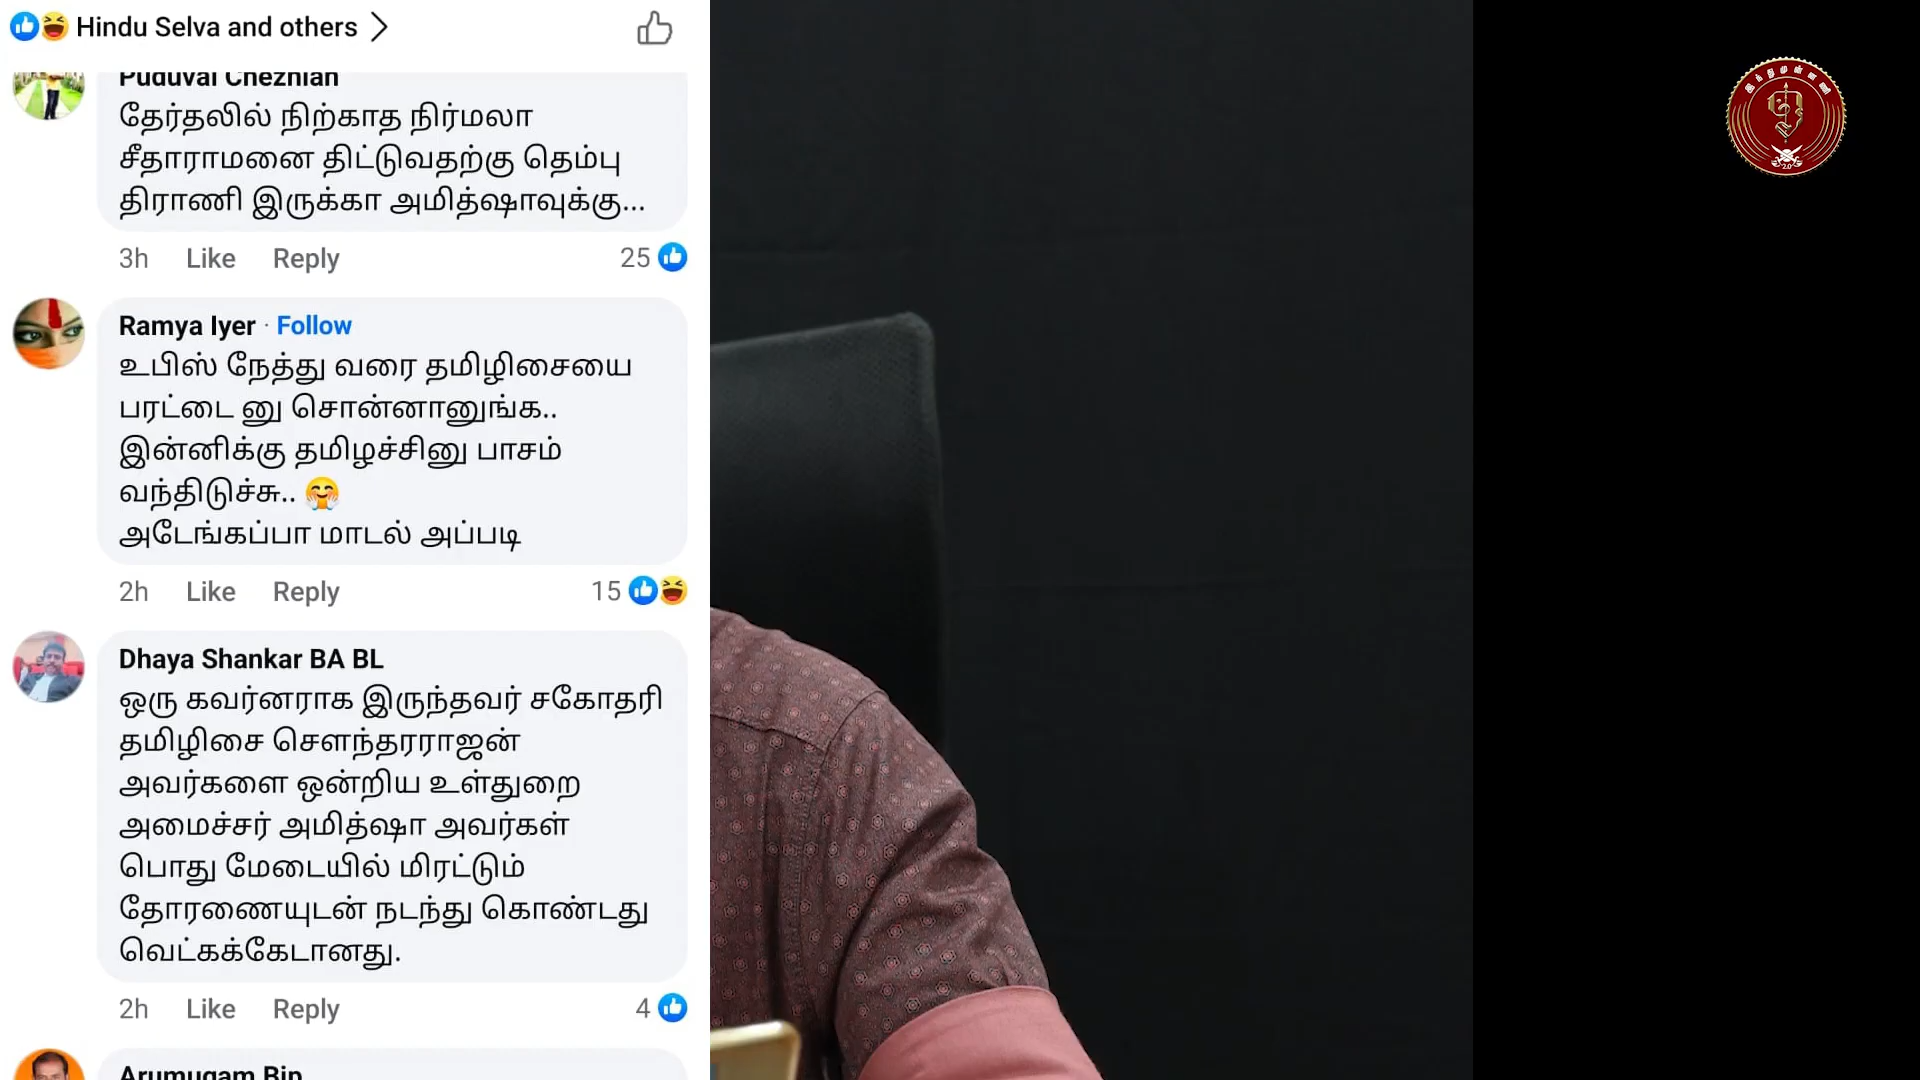 Hindu Selva and others
Puduvai Chezhian
தேர்தலில் நிற்காத நிர்மலா
சீதாராமனை திட்டுவதற்கு தெம்பு
திராணி இருக்கா அமித்ஷாவுக்கு...
3h Like Reply 25
Ramya Iyer · Follow
உபிஸ் நேத்து வரை தமிழிசையை
பரட்டை னு சொன்னானுங்க..
இன்னிக்கு தமிழச்சினு பாசம்
வந்திடுச்சு.. 🤗
அடேங்கப்பா மாடல் அப்படி
2h Like Reply 15
Dhaya Shankar BA BL
ஒரு கவர்னராக இருந்தவர் சகோதரி
தமிழிசை சௌந்தரராஜன்
அவர்களை ஒன்றிய உள்துறை
அமைச்சர் அமித்ஷா அவர்கள்
பொது மேடையில் மிரட்டும்
தோரணையுடன் நடந்து கொண்டது
வெட்கக்கேடானது.
2h Like Reply 4
Arumugam Bjp
2.0